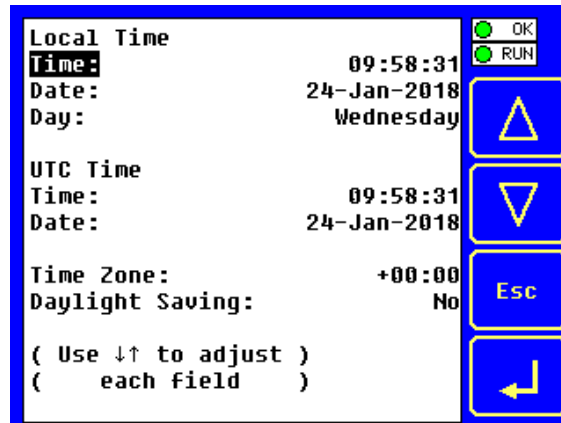 Local Time
Time: 09:58:31
Date: 24-Jan-2018
Day: Wednesday
UTC Time
Time: 09:58:31
Date: 24-Jan-2018
Time Zone: +00:00
Daylight Saving: No
( Use ↓↑ to adjust )
( each field )
OK
RUN
Esc